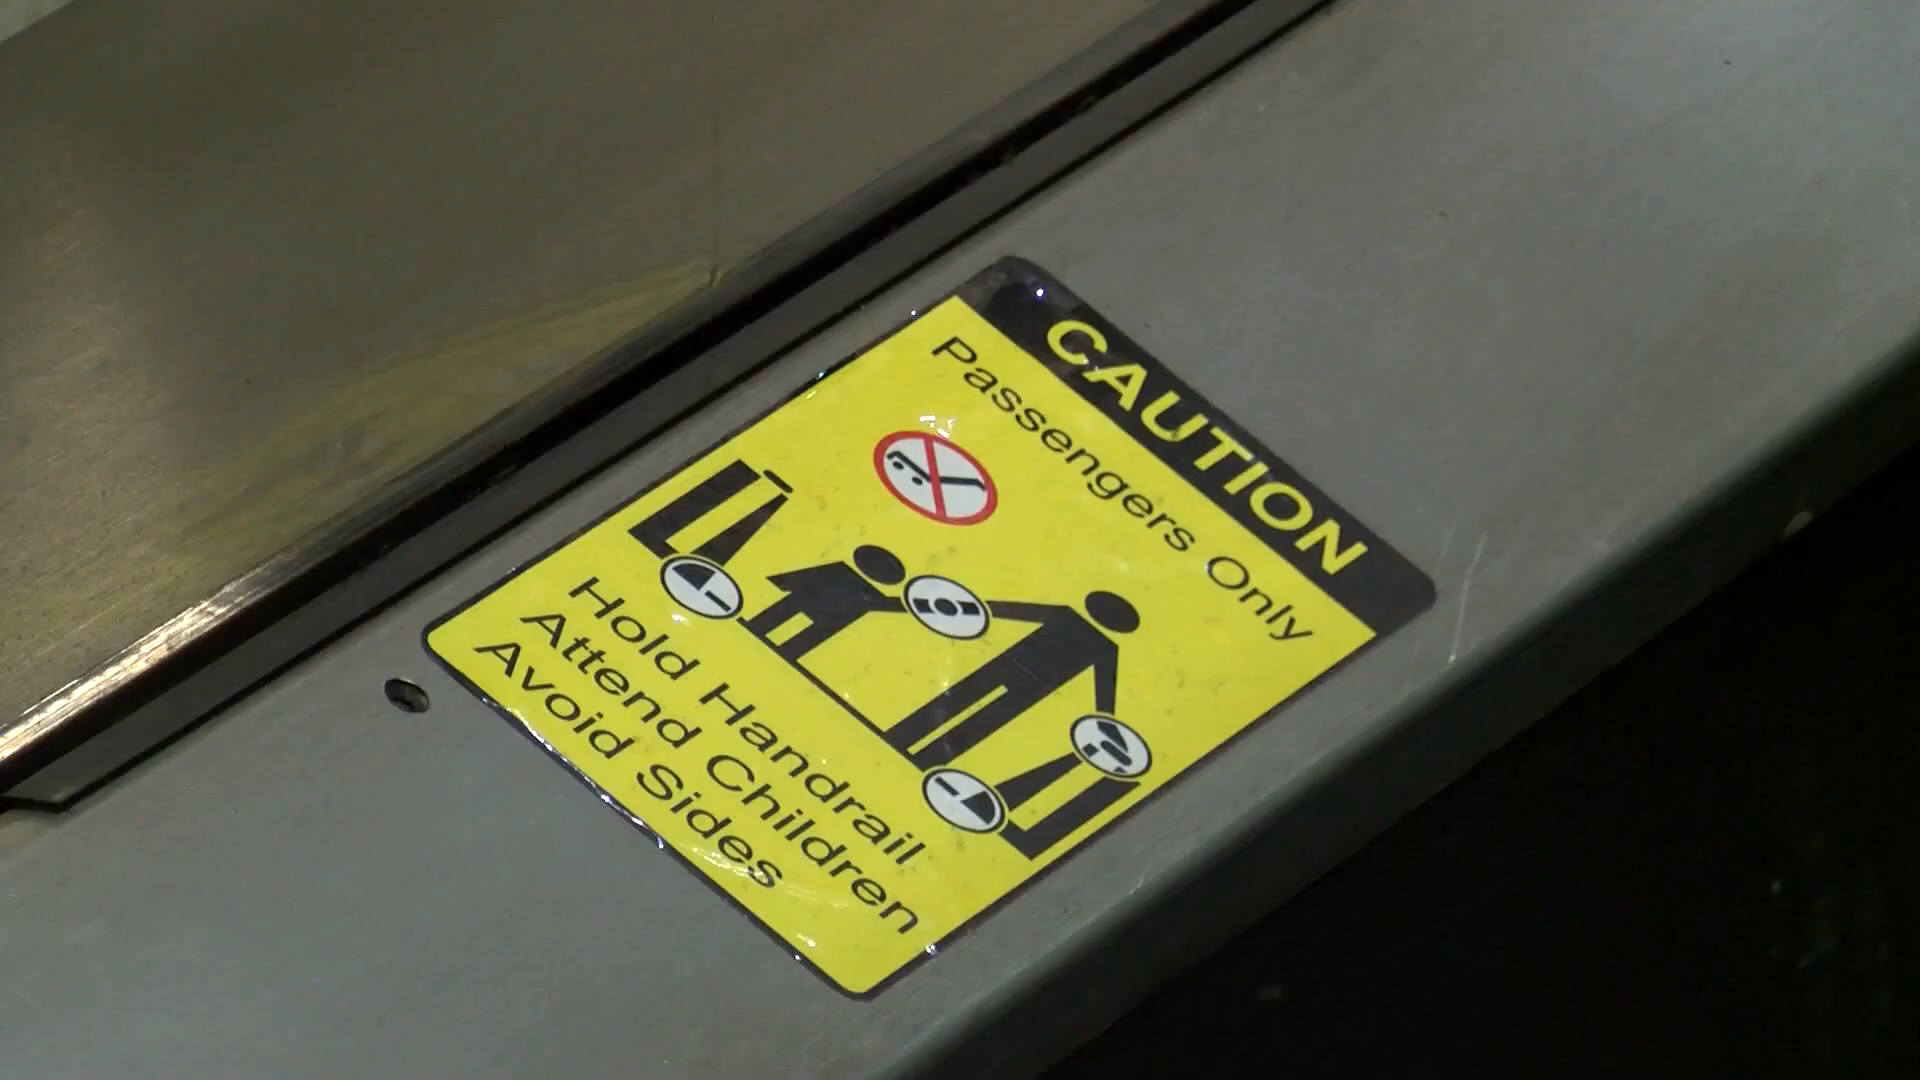 CAUTION
Passengers Only
Hold Handrail
Attend Children
Avoid Sides